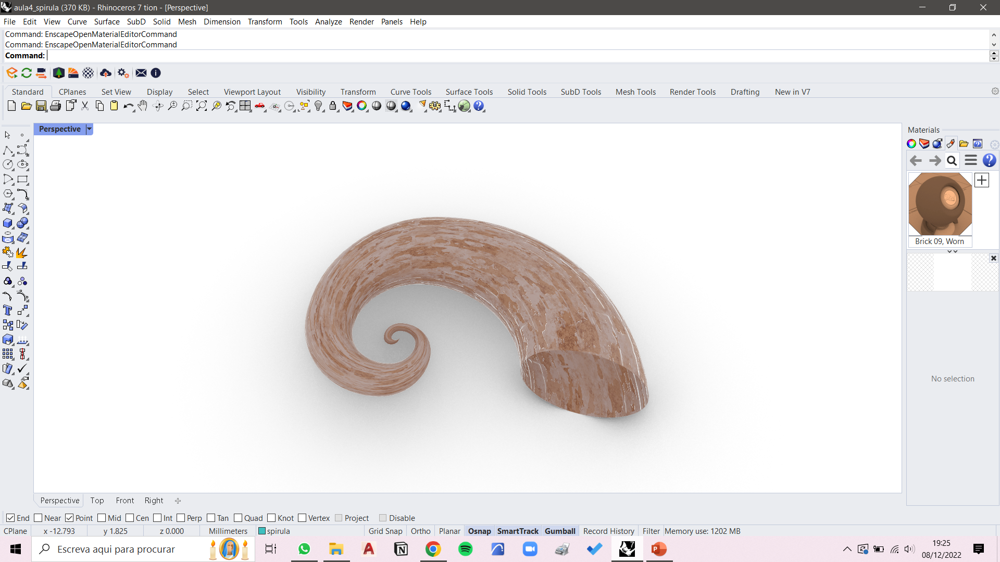 aula4_spirula (370 KB) - Rhinoceros 7 tion - [Perspective]
File Edit View Curve Surface SubD Solid Mesh Dimension Transform Tools Analyze Render Panels Help
Command: EnscapeOpenMaterialEditorCommand
Command: EnscapeOpenMaterialEditorCommand
Command:
Standard CPlanes Set View Display Select Viewport Layout Visibility Transform Curve Tools Surface Tools Solid Tools SubD Tools Mesh Tools Render Tools Drafting New in V7
Perspective
Materials
Brick 09, Worn
No selection
Perspective Top Front Right
End Near Point Mid Cen Int Perp Tan Quad Knot Vertex Project Disable
CPlane x -12.793 y 1.825 z 0.000 Millimeters spirula Grid Snap Ortho Planar Osnap SmartTrack Gumball Record History Filter Memory use: 1202 MB
Escreva aqui para procurar
19:25
08/12/2022